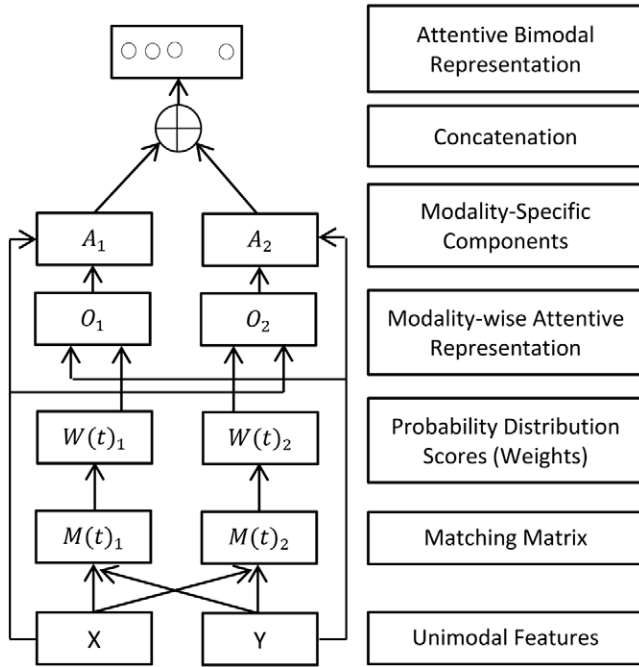 Attentive Bimodal
Representation
Concatenation
A₁
A₂
Modality-Specific
Components
O₁
O₂
Modality-wise Attentive
Representation
W(t)₁
W(t)₂
Probability Distribution
Scores (Weights)
M(t)₁
M(t)₂
Matching Matrix
X
Y
Unimodal Features